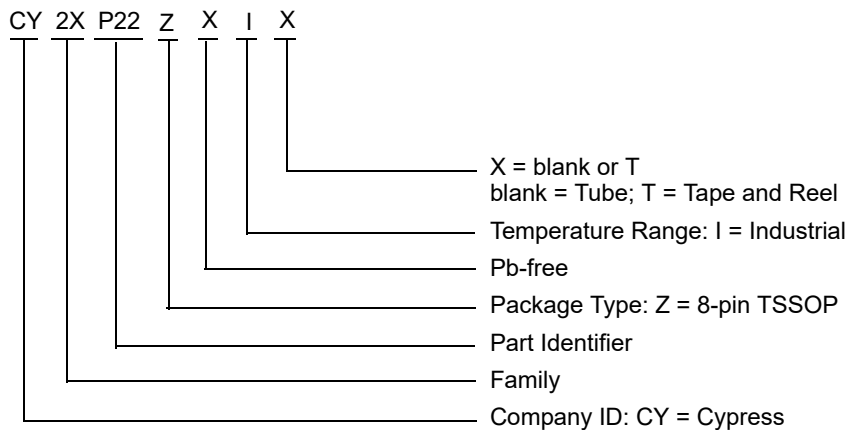 CY 2X P22 Z X I X
X = blank or T
blank = Tube; T = Tape and Reel
Temperature Range: I = Industrial
Pb-free
Package Type: Z = 8-pin TSSOP
Part Identifier
Family
Company ID: CY = Cypress